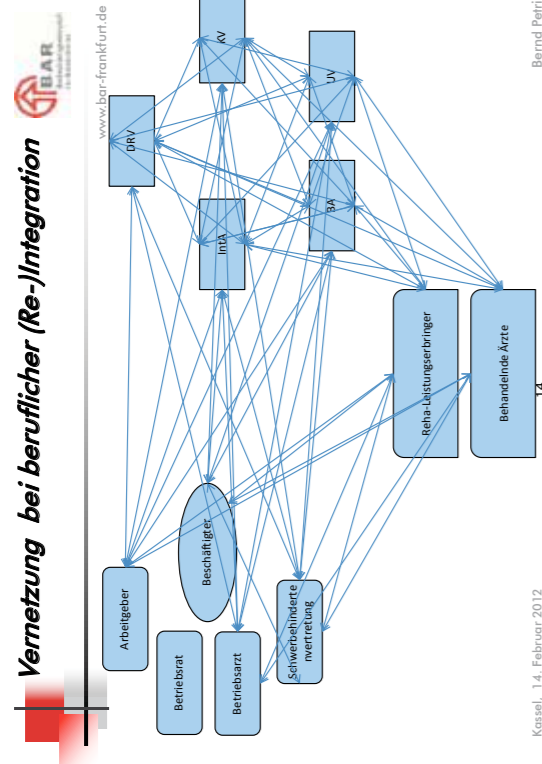 Vernetzung bei beruflicher (Re-)Integration
BAR
www.bar-frankfurt.de
Arbeitgeber
DRV
Betriebsrat
Beschäftigter
IntA
KV
Betriebsarzt
Schwerbehinderte
nvertretung
BA
UV
Reha-Leistungserbringer
Behandelnde Ärzte
Kassel, 14. Februar 2012
14
Bernd Petri